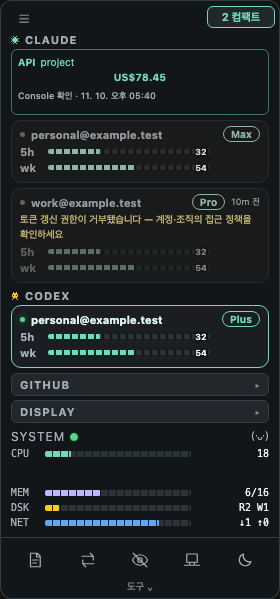 2 컴팩트
CLAUDE
API project
US$78.45
Console 확인 · 11. 10. 오후 05:40
personal@example.test Max
5h 32
wk 54
work@example.test Pro 10m 전
토큰 갱신 권한이 거부됐습니다 — 계정·조직의 접근 정책을
확인하세요
5h 32
wk 54
CODEX
personal@example.test Plus
5h 32
wk 54
GITHUB
DISPLAY
SYSTEM
CPU 18
MEM 6/16
DSK R2 W1
NET ↓1 ↑0
도구